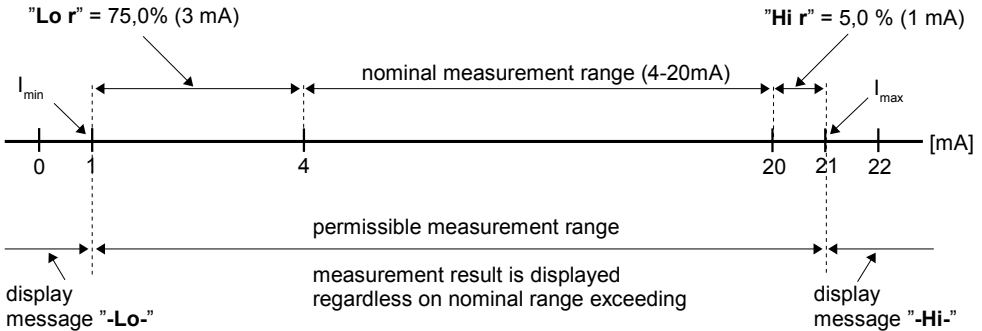 "Lo r" = 75,0% (3 mA)
"Hi r" = 5,0 % (1 mA)
nominal measurement range (4-20mA)
Imin
Imax
[mA]
0 1 4 20 21 22
permissible measurement range
measurement result is displayed
regardless on nominal range exceeding
display
message "-Lo-"
display
message "-Hi-"